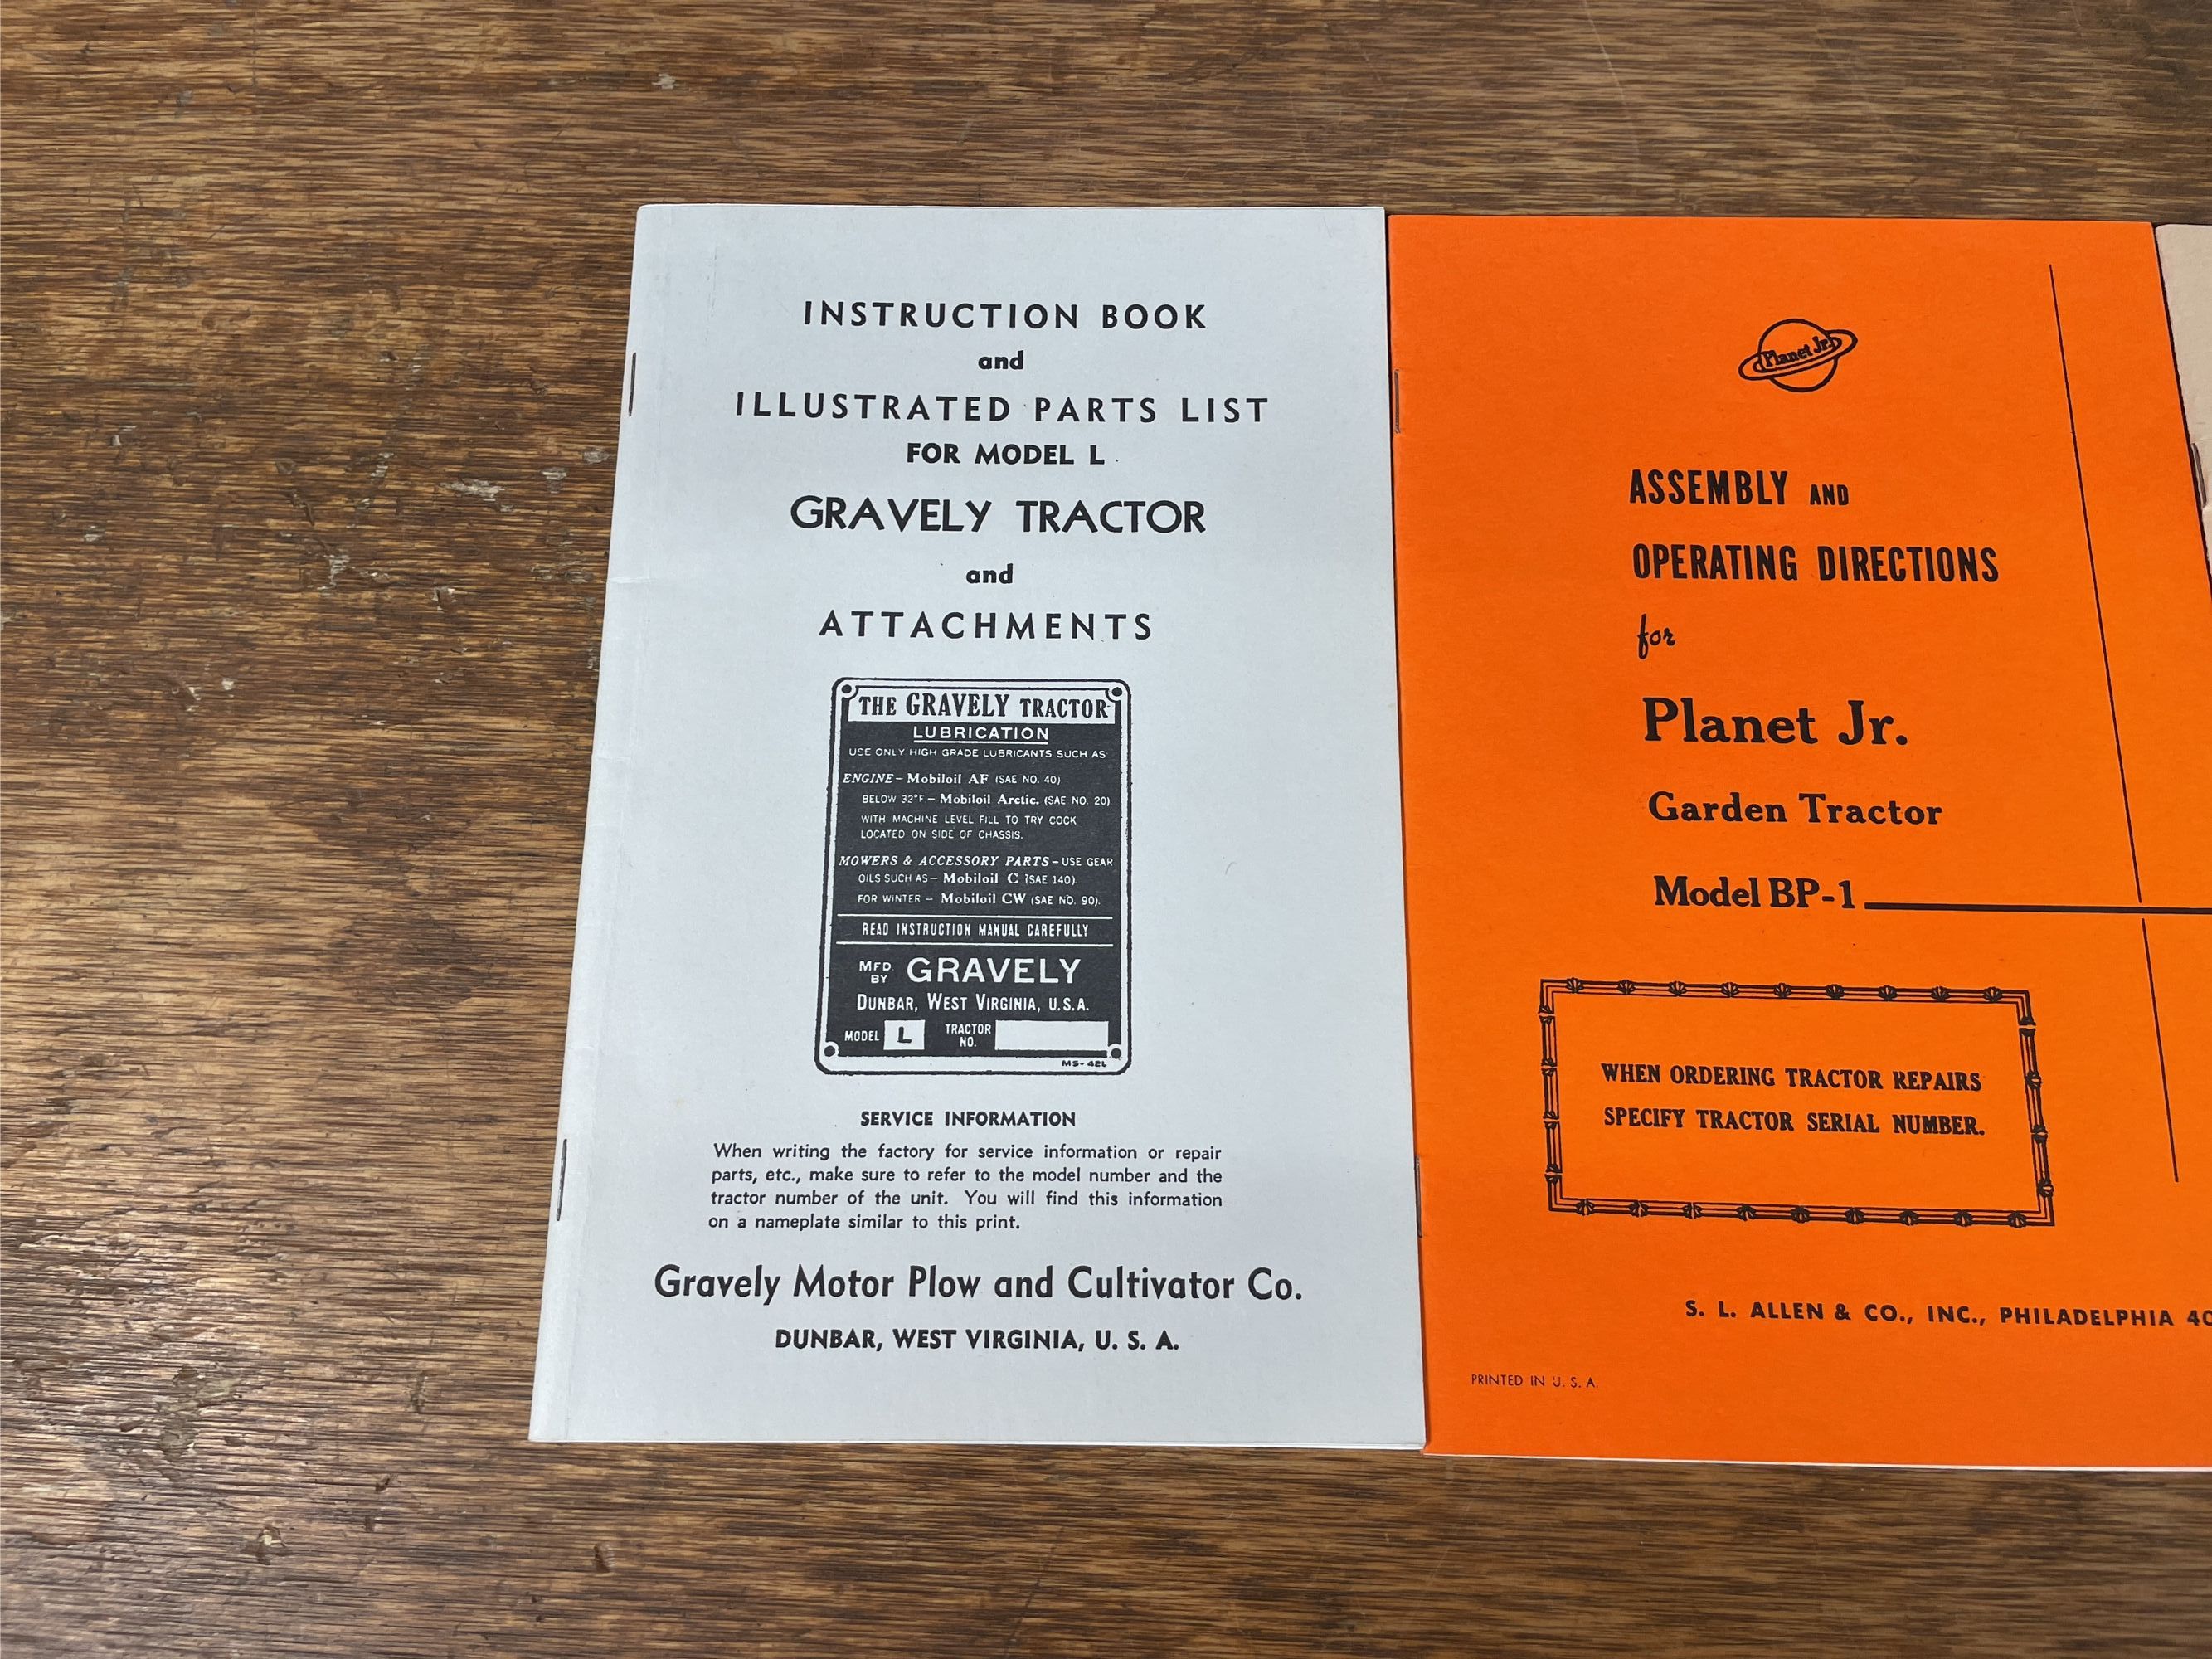 INSTRUCTION BOOK
and
ILLUSTRATED PARTS LIST
FOR MODEL L
GRAVELY TRACTOR
and
ATTACHMENTS
THE GRAVELY TRACTOR
LUBRICATION
USE ONLY HIGH GRADE LUBRICANTS SUCH AS
ENGINE – Mobiloil AF (SAE NO. 40)
BELOW 32°F – Mobiloil Arctic. (SAE NO. 20)
WITH MACHINE LEVEL FILL TO TRY COCK
LOCATED ON SIDE OF CHASSIS.
MOWERS & ACCESSORY PARTS – USE GEAR
OILS SUCH AS – Mobiloil C (SAE 140)
FOR WINTER – Mobiloil CW (SAE NO. 90).
READ INSTRUCTION MANUAL CAREFULLY
MFD. BY GRAVELY
DUNBAR, WEST VIRGINIA, U.S.A.
MODEL L TRACTOR NO.
MS-42L
SERVICE INFORMATION
When writing the factory for service information or repair
parts, etc., make sure to refer to the model number and the
tractor number of the unit. You will find this information
on a nameplate similar to this print.
Gravely Motor Plow and Cultivator Co.
DUNBAR, WEST VIRGINIA, U. S. A.
Planet Jr.
ASSEMBLY AND
OPERATING DIRECTIONS
for
Planet Jr.
Garden Tractor
Model BP-1
WHEN ORDERING TRACTOR REPAIRS
SPECIFY TRACTOR SERIAL NUMBER.
S. L. ALLEN & CO., INC., PHILADELPHIA 40
PRINTED IN U. S. A.